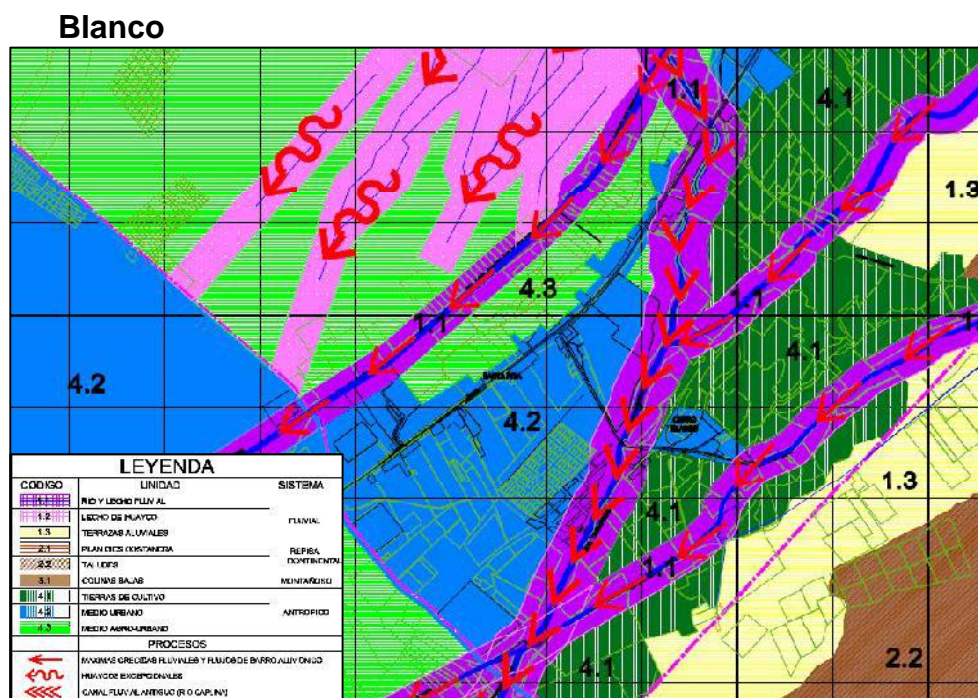 Blanco
1.1
4.1
1.3
4.3
1.1
1.1
4.1
4.2
4.2
CERRO BLANCO
1.3
4.1
1.1
4.1
2.2
LEYENDA
CODIGO UNIDAD SISTEMA
1.1 RIO Y LECHO FLUVIAL
1.2 LECHO DE HUAYCO FLUVIAL
1.3 TERRAZAS ALUVIALES
2.1 REPISA CONTINENTAL
2.2 TALUDES
3.1 COLINAS BAJAS MONTAÑOSO
4.1 TIERRAS DE CULTIVO
4.2 MEDIO URBANO ANTROPICO
4.3 MEDIO AGRO-URBANO
PROCESOS
MAXIMAS CRECIDAS FLUVIALES Y FLUJOS DE BARRO ALUVIONICO
HUAYCOS EXCEPCIONALES
CANAL FLUVIAL ANTIGUO (RIO CAPLINA)